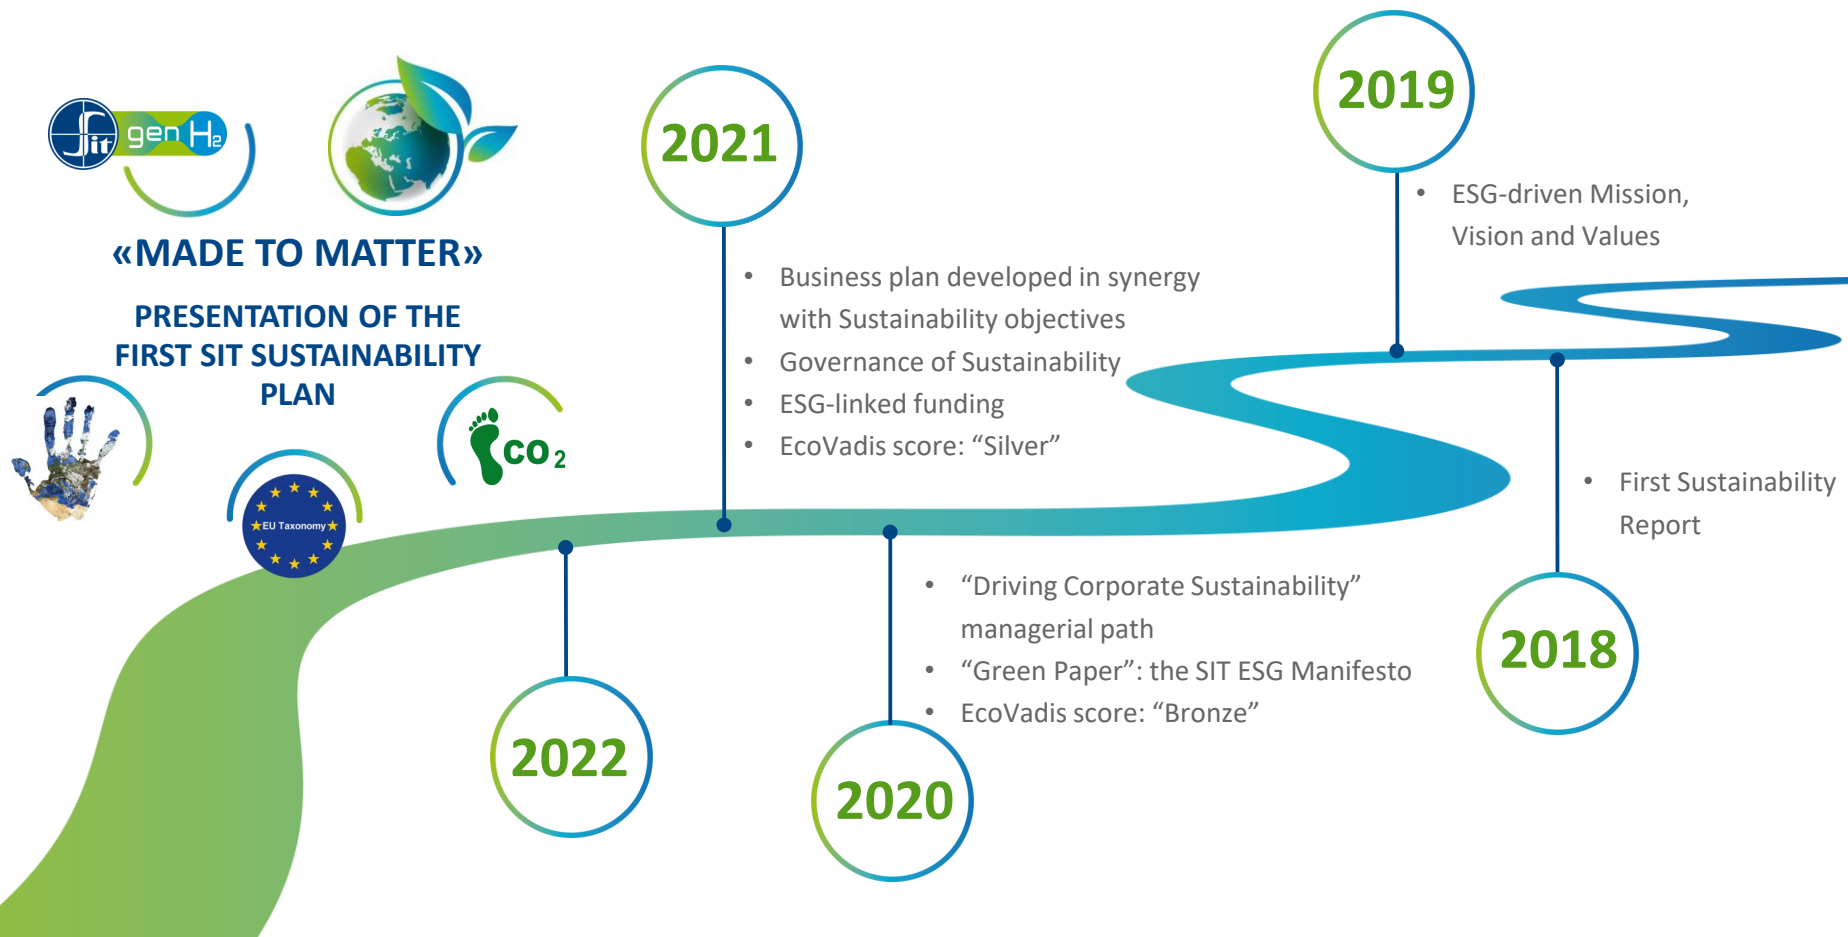 Sit gen H2
«MADE TO MATTER»
PRESENTATION OF THE
FIRST SIT SUSTAINABILITY
PLAN
CO2
EU Taxonomy
2021
• Business plan developed in synergy
with Sustainability objectives
• Governance of Sustainability
• ESG-linked funding
• EcoVadis score: “Silver”
2019
• ESG-driven Mission,
Vision and Values
• First Sustainability
Report
2018
• “Driving Corporate Sustainability”
managerial path
• “Green Paper”: the SIT ESG Manifesto
• EcoVadis score: “Bronze”
2022
2020